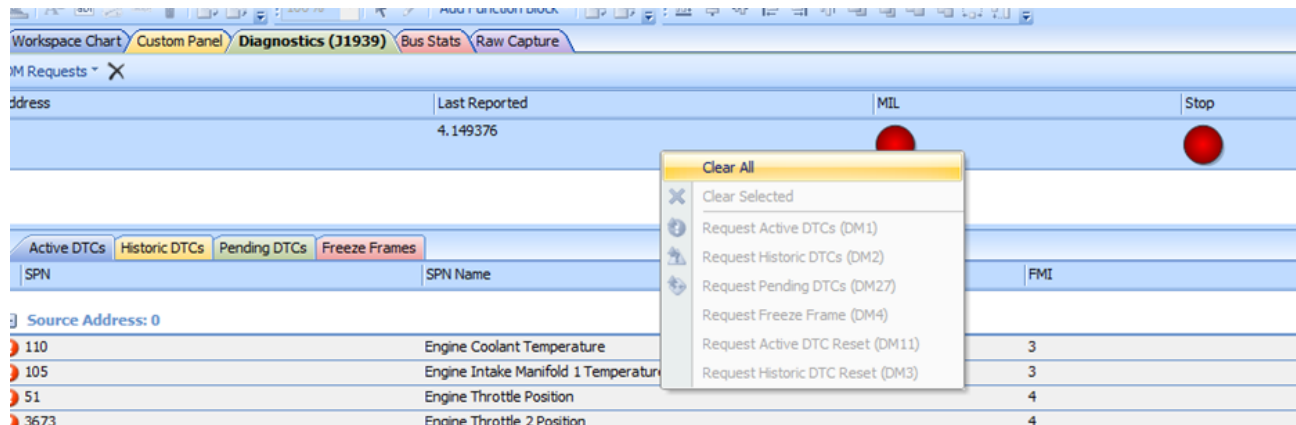 Add Function Block
Workspace Chart Custom Panel Diagnostics (J1939) Bus Stats Raw Capture
DM Requests
ddress Last Reported MIL Stop
4.149376
Clear All
Clear Selected
Request Active DTCs (DM1)
Request Historic DTCs (DM2)
Request Pending DTCs (DM27)
Request Freeze Frame (DM4)
Request Active DTC Reset (DM11)
Request Historic DTC Reset (DM3)
Active DTCs Historic DTCs Pending DTCs Freeze Frames
SPN SPN Name FMI
Source Address: 0
110 Engine Coolant Temperature 3
105 Engine Intake Manifold 1 Temperature 3
51 Engine Throttle Position 4
3673 Engine Throttle 2 Position 4